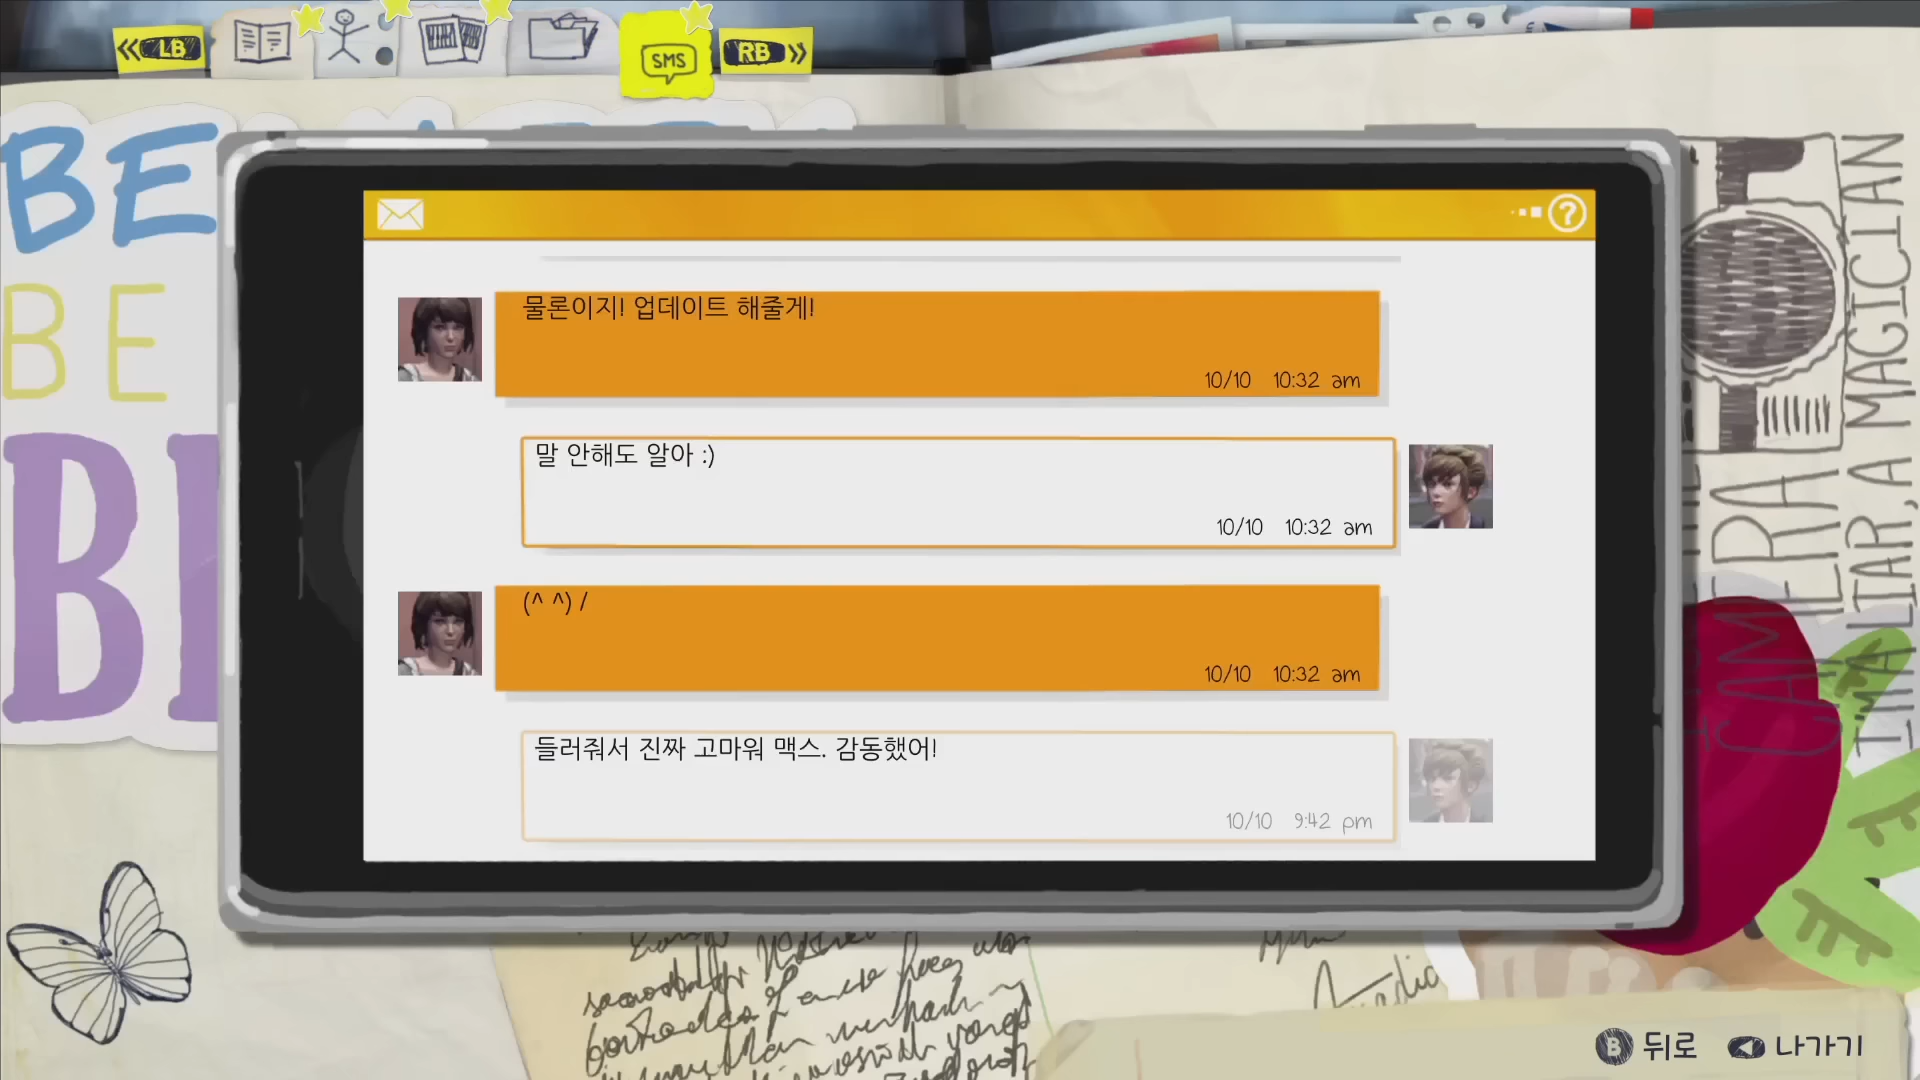 LB
SMS
RB
BE
BE
물론이지! 업데이트 해줄게!
10/10 10:32 am
말 안해도 알아 :)
10/10 10:32 am
(^ ^) /
10/10 10:32 am
들러줘서 진짜 고마워 맥스. 감동했어!
10/10 9:42 pm
CAMERA
I'M A LIAR, A MAGICIAN
B 뒤로
나가기